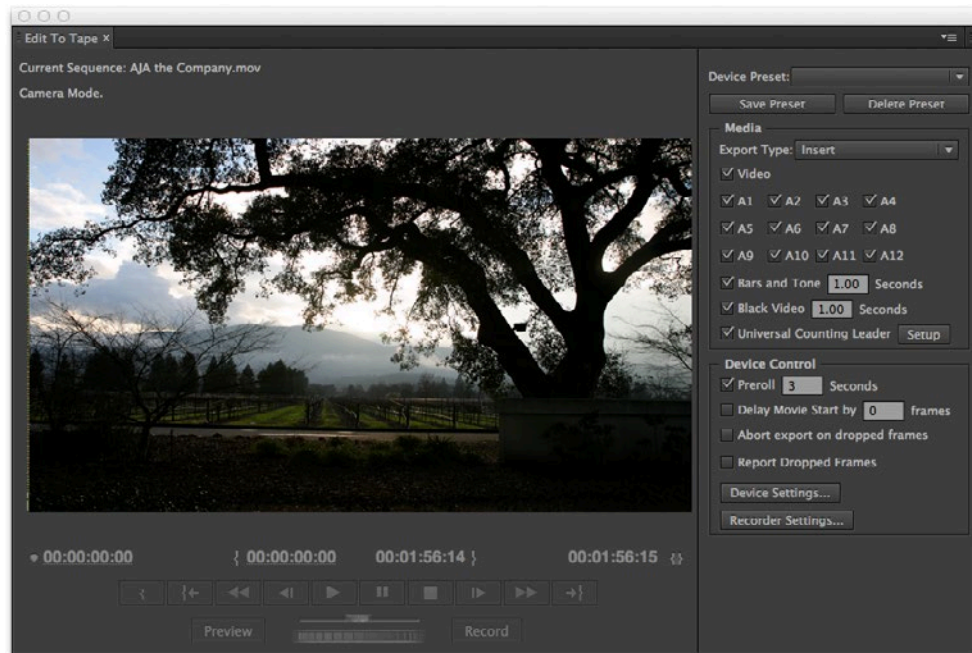 Edit To Tape ×
Current Sequence: AJA the Company.mov
Camera Mode.
Device Preset:
Save Preset Delete Preset
Media
Export Type: Insert
Video
A1 A2 A3 A4
A5 A6 A7 A8
A9 A10 A11 A12
Bars and Tone 1.00 Seconds
Black Video 1.00 Seconds
Universal Counting Leader Setup
Device Control
Preroll 3 Seconds
Delay Movie Start by 0 frames
Abort export on dropped frames
Report Dropped Frames
Device Settings...
Recorder Settings...
00:00:00:00 { 00:00:00:00 00:01:56:14 } 00:01:56:15
Preview Record